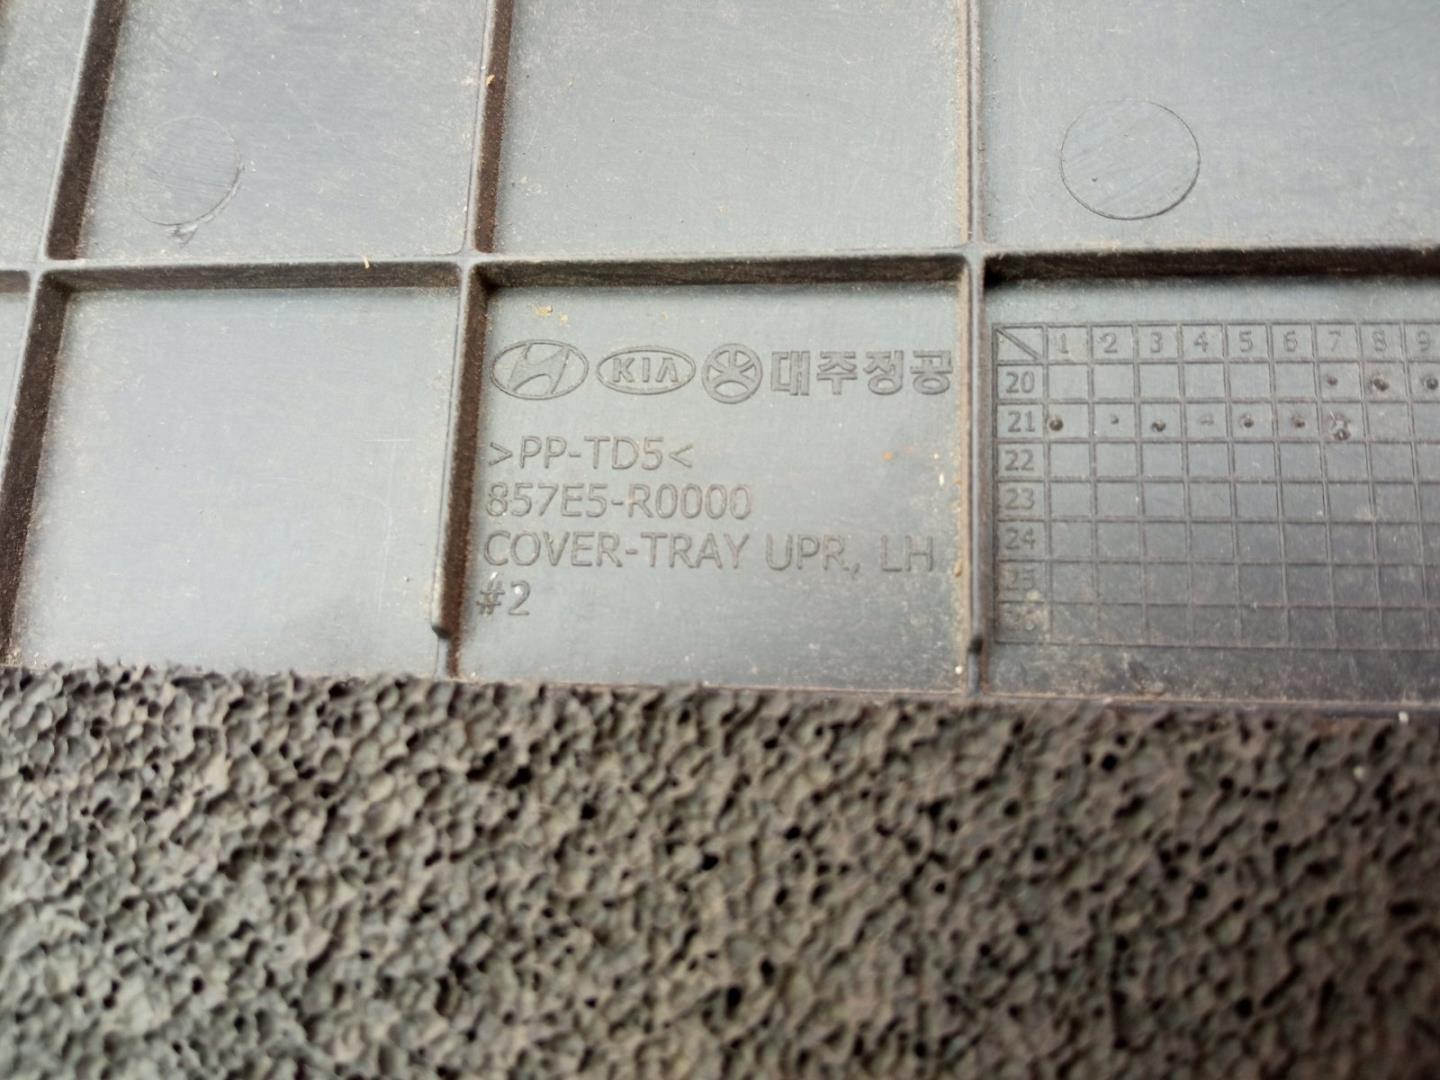 KIA 대주정공
>PP-TD5<
857E5-R0000
COVER-TRAY UPR, LH
#2
1 2 3 4 5 6 7 8 9
20
21
22
23
24
25
26